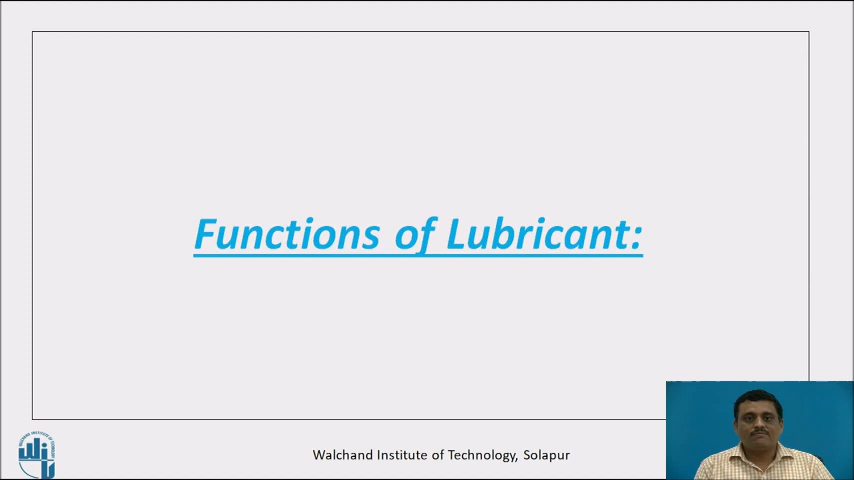 Functions of Lubricant:
Walchand Institute of Technology, Solapur